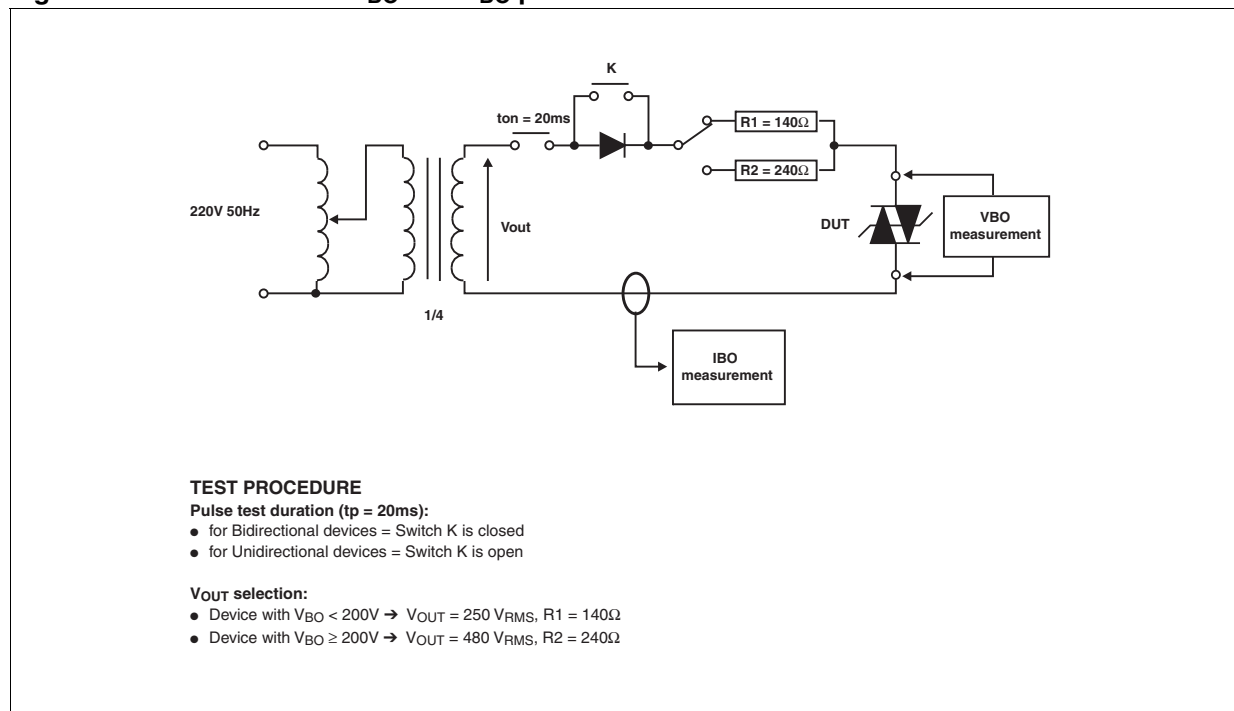 K
ton = 20ms
R1 = 140Ω
R2 = 240Ω
220V 50Hz
Vout
DUT
VBO
measurement
1/4
IBO
measurement
TEST PROCEDURE
Pulse test duration (tp = 20ms):
● for Bidirectional devices = Switch K is closed
● for Unidirectional devices = Switch K is open
VOUT selection:
● Device with VBO < 200V ➔ VOUT = 250 VRMS, R1 = 140Ω
● Device with VBO ≥ 200V ➔ VOUT = 480 VRMS, R2 = 240Ω